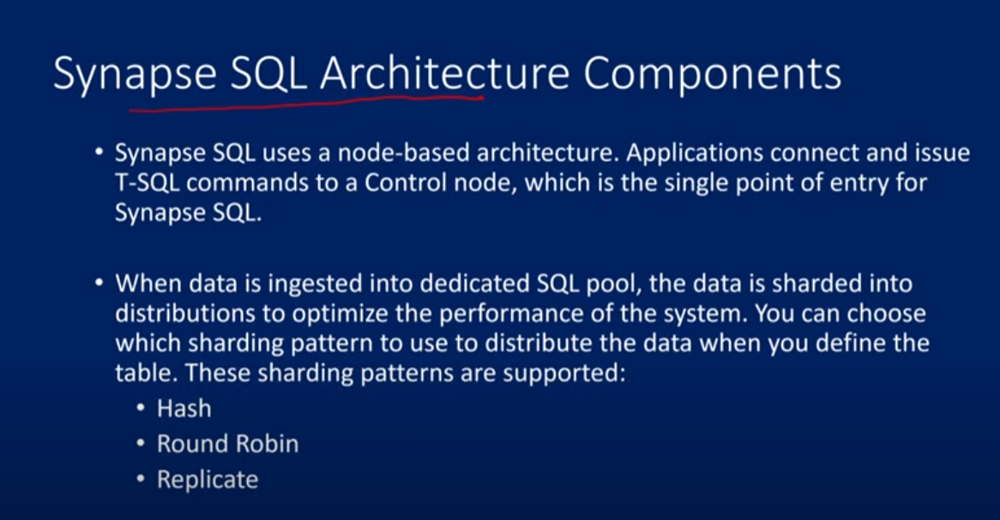 Synapse SQL Architecture Components
• Synapse SQL uses a node-based architecture. Applications connect and issue
T-SQL commands to a Control node, which is the single point of entry for
Synapse SQL.
• When data is ingested into dedicated SQL pool, the data is sharded into
distributions to optimize the performance of the system. You can choose
which sharding pattern to use to distribute the data when you define the
table. These sharding patterns are supported:
• Hash
• Round Robin
• Replicate